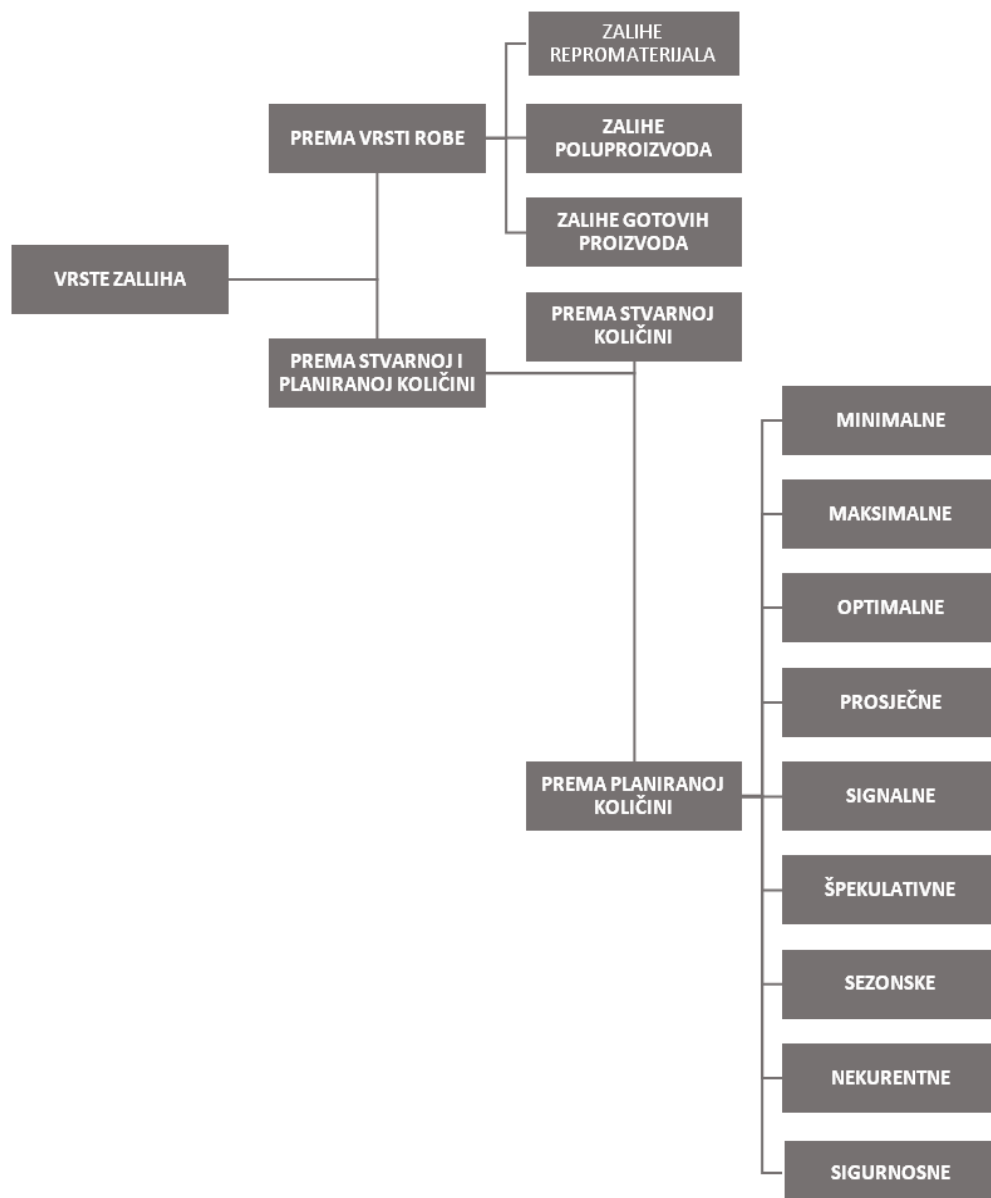 ZALIHE
REPROMATERIJALA
PREMA VRSTI ROBE
ZALIHE
POLUPROIZVODA
ZALIHE GOTOVIH
PROIZVODA
VRSTE ZALLIHA
PREMA STVARNOJ
KOLIČINI
PREMA STVARNOJ I
PLANIRANOJ KOLIČINI
MINIMALNE
MAKSIMALNE
OPTIMALNE
PROSJEČNE
PREMA PLANIRANOJ
KOLIČINI
SIGNALNE
ŠPEKULATIVNE
SEZONSKE
NEKURENTNE
SIGURNOSNE